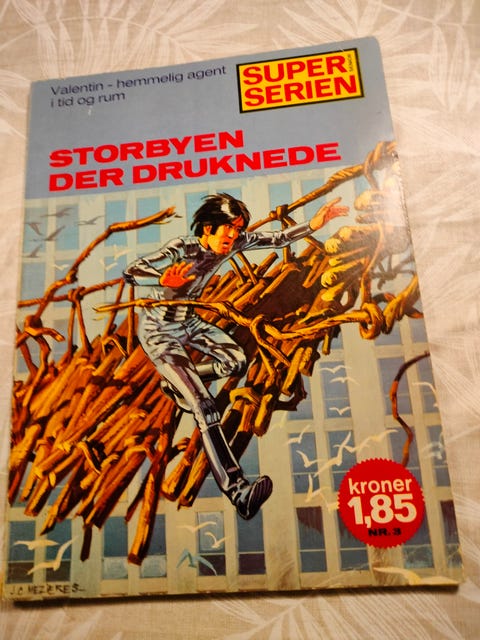 Valentin - hemmelig agent
i tid og rum
SUPER
SERIEN
STORBYEN
DER DRUKNEDE
kroner
1,85
NR. 3
J.C. MEZIERES